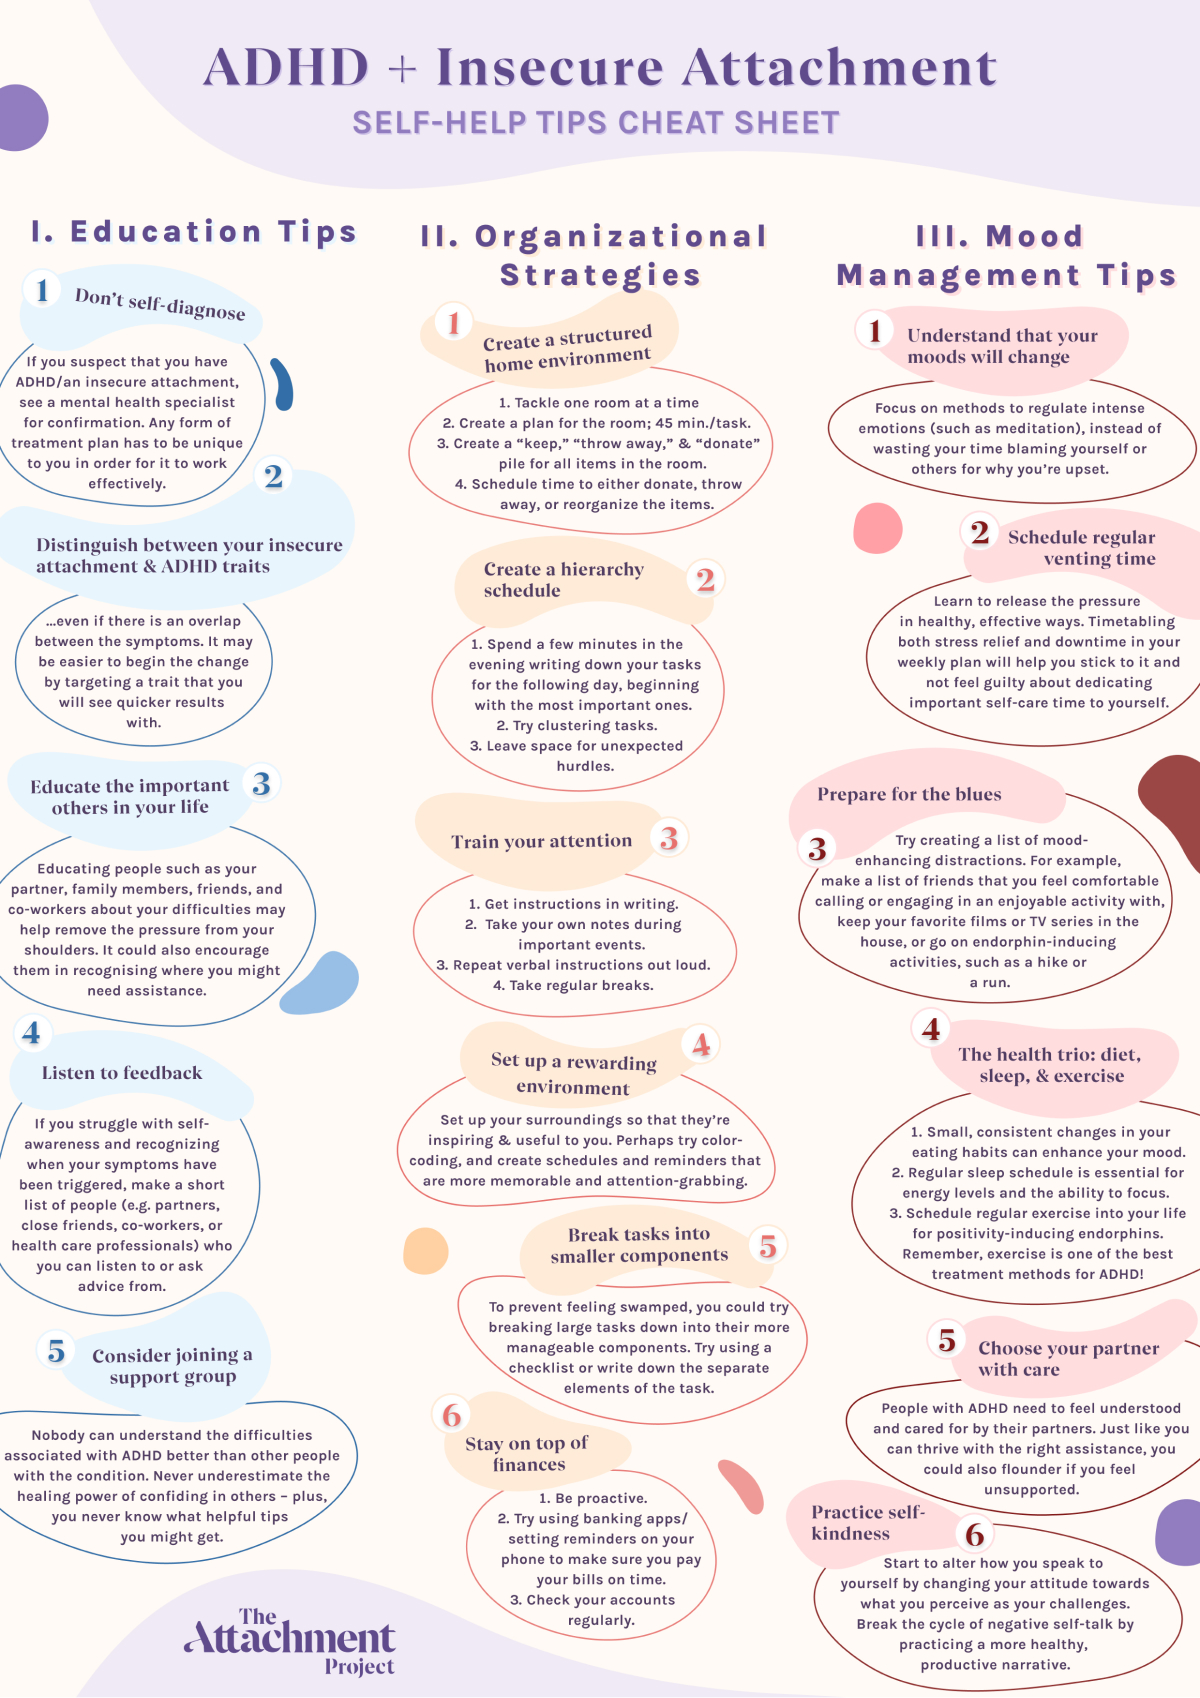 ADHD + Insecure Attachment
SELF-HELP TIPS CHEAT SHEET
I. Education Tips
1
Don't self-diagnose
If you suspect that you have
ADHD/an insecure attachment,
see a mental health specialist
for confirmation. Any form of
treatment plan has to be unique
to you in order for it to work
effectively.
2
Distinguish between your insecure
attachment & ADHD traits
...even if there is an overlap
between the symptoms. It may
be easier to begin the change
by targeting a trait that you
will see quicker results
with.
Educate the important
others in your life
3
Educating people such as your
partner, family members, friends, and
co-workers about your difficulties may
help remove the pressure from your
shoulders. It could also encourage
them in recognising where you might
need assistance.
4
Listen to feedback
If you struggle with self-
awareness and recognizing
when your symptoms have
been triggered, make a short
list of people (e.g. partners,
close friends, co-workers, or
health care professionals) who
you can listen to or ask
advice from.
5
Consider joining a
support group
Nobody can understand the difficulties
associated with ADHD better than other people
with the condition. Never underestimate the
healing power of confiding in others – plus,
you never know what helpful tips
you might get.
II. Organizational
Strategies
1
Create a structured
home environment
1. Tackle one room at a time
2. Create a plan for the room; 45 min./task.
3. Create a “keep,” “throw away,” & “donate”
pile for all items in the room.
4. Schedule time to either donate, throw
away, or reorganize the items.
Create a hierarchy
schedule
2
1. Spend a few minutes in the
evening writing down your tasks
for the following day, beginning
with the most important ones.
2. Try clustering tasks.
3. Leave space for unexpected
hurdles.
Train your attention
3
1. Get instructions in writing.
2. Take your own notes during
important events.
3. Repeat verbal instructions out loud.
4. Take regular breaks.
Set up a rewarding
environment
4
Set up your surroundings so that they're
inspiring & useful to you. Perhaps try color-
coding, and create schedules and reminders that
are more memorable and attention-grabbing.
Break tasks into
smaller components
5
To prevent feeling swamped, you could try
breaking large tasks down into their more
manageable components. Try using a
checklist or write down the separate
elements of the task.
6
Stay on top of
finances
1. Be proactive.
2. Try using banking apps/
setting reminders on your
phone to make sure you pay
your bills on time.
3. Check your accounts
regularly.
III. Mood
Management Tips
1
Understand that your
moods will change
Focus on methods to regulate intense
emotions (such as meditation), instead of
wasting your time blaming yourself or
others for why you're upset.
2
Schedule regular
venting time
Learn to release the pressure
in healthy, effective ways. Timetabling
both stress relief and downtime in your
weekly plan will help you stick to it and
not feel guilty about dedicating
important self-care time to yourself.
Prepare for the blues
3
Try creating a list of mood-
enhancing distractions. For example,
make a list of friends that you feel comfortable
calling or engaging in an enjoyable activity with,
keep your favorite films or TV series in the
house, or go on endorphin-inducing
activities, such as a hike or
a run.
4
The health trio: diet,
sleep, & exercise
1. Small, consistent changes in your
eating habits can enhance your mood.
2. Regular sleep schedule is essential for
energy levels and the ability to focus.
3. Schedule regular exercise into your life
for positivity-inducing endorphins.
Remember, exercise is one of the best
treatment methods for ADHD!
5
Choose your partner
with care
People with ADHD need to feel understood
and cared for by their partners. Just like you
can thrive with the right assistance, you
could also flounder if you feel
unsupported.
Practice self-
kindness
6
Start to alter how you speak to
yourself by changing your attitude towards
what you perceive as your challenges.
Break the cycle of negative self-talk by
practicing a more healthy,
productive narrative.
The
Attachment
Project